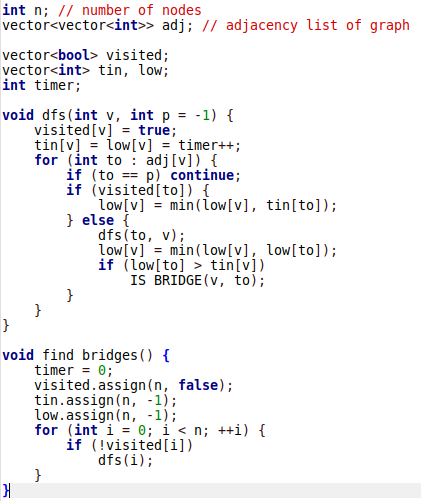 int n; // number of nodes
vector<vector<int>> adj; // adjacency list of graph

vector<bool> visited;
vector<int> tin, low;
int timer;

void dfs(int v, int p = -1) {
    visited[v] = true;
    tin[v] = low[v] = timer++;
    for (int to : adj[v]) {
        if (to == p) continue;
        if (visited[to]) {
            low[v] = min(low[v], tin[to]);
        } else {
            dfs(to, v);
            low[v] = min(low[v], low[to]);
            if (low[to] > tin[v])
                IS BRIDGE(v, to);
        }
    }
}

void find bridges() {
    timer = 0;
    visited.assign(n, false);
    tin.assign(n, -1);
    low.assign(n, -1);
    for (int i = 0; i < n; ++i) {
        if (!visited[i])
            dfs(i);
    }
}